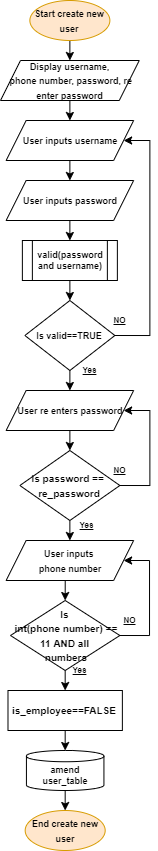 Start create new
user
Display username,
phone number, password, re
enter password
User inputs username
User inputs password
valid(password
and username)
Is valid==TRUE
NO
Yes
User re enters password
Is password ==
re_password
NO
Yes
User inputs
phone number
Is
int(phone number) ==
11 AND all
numbers
NO
Yes
is_employee==FALSE
amend
user_table
End create new
user